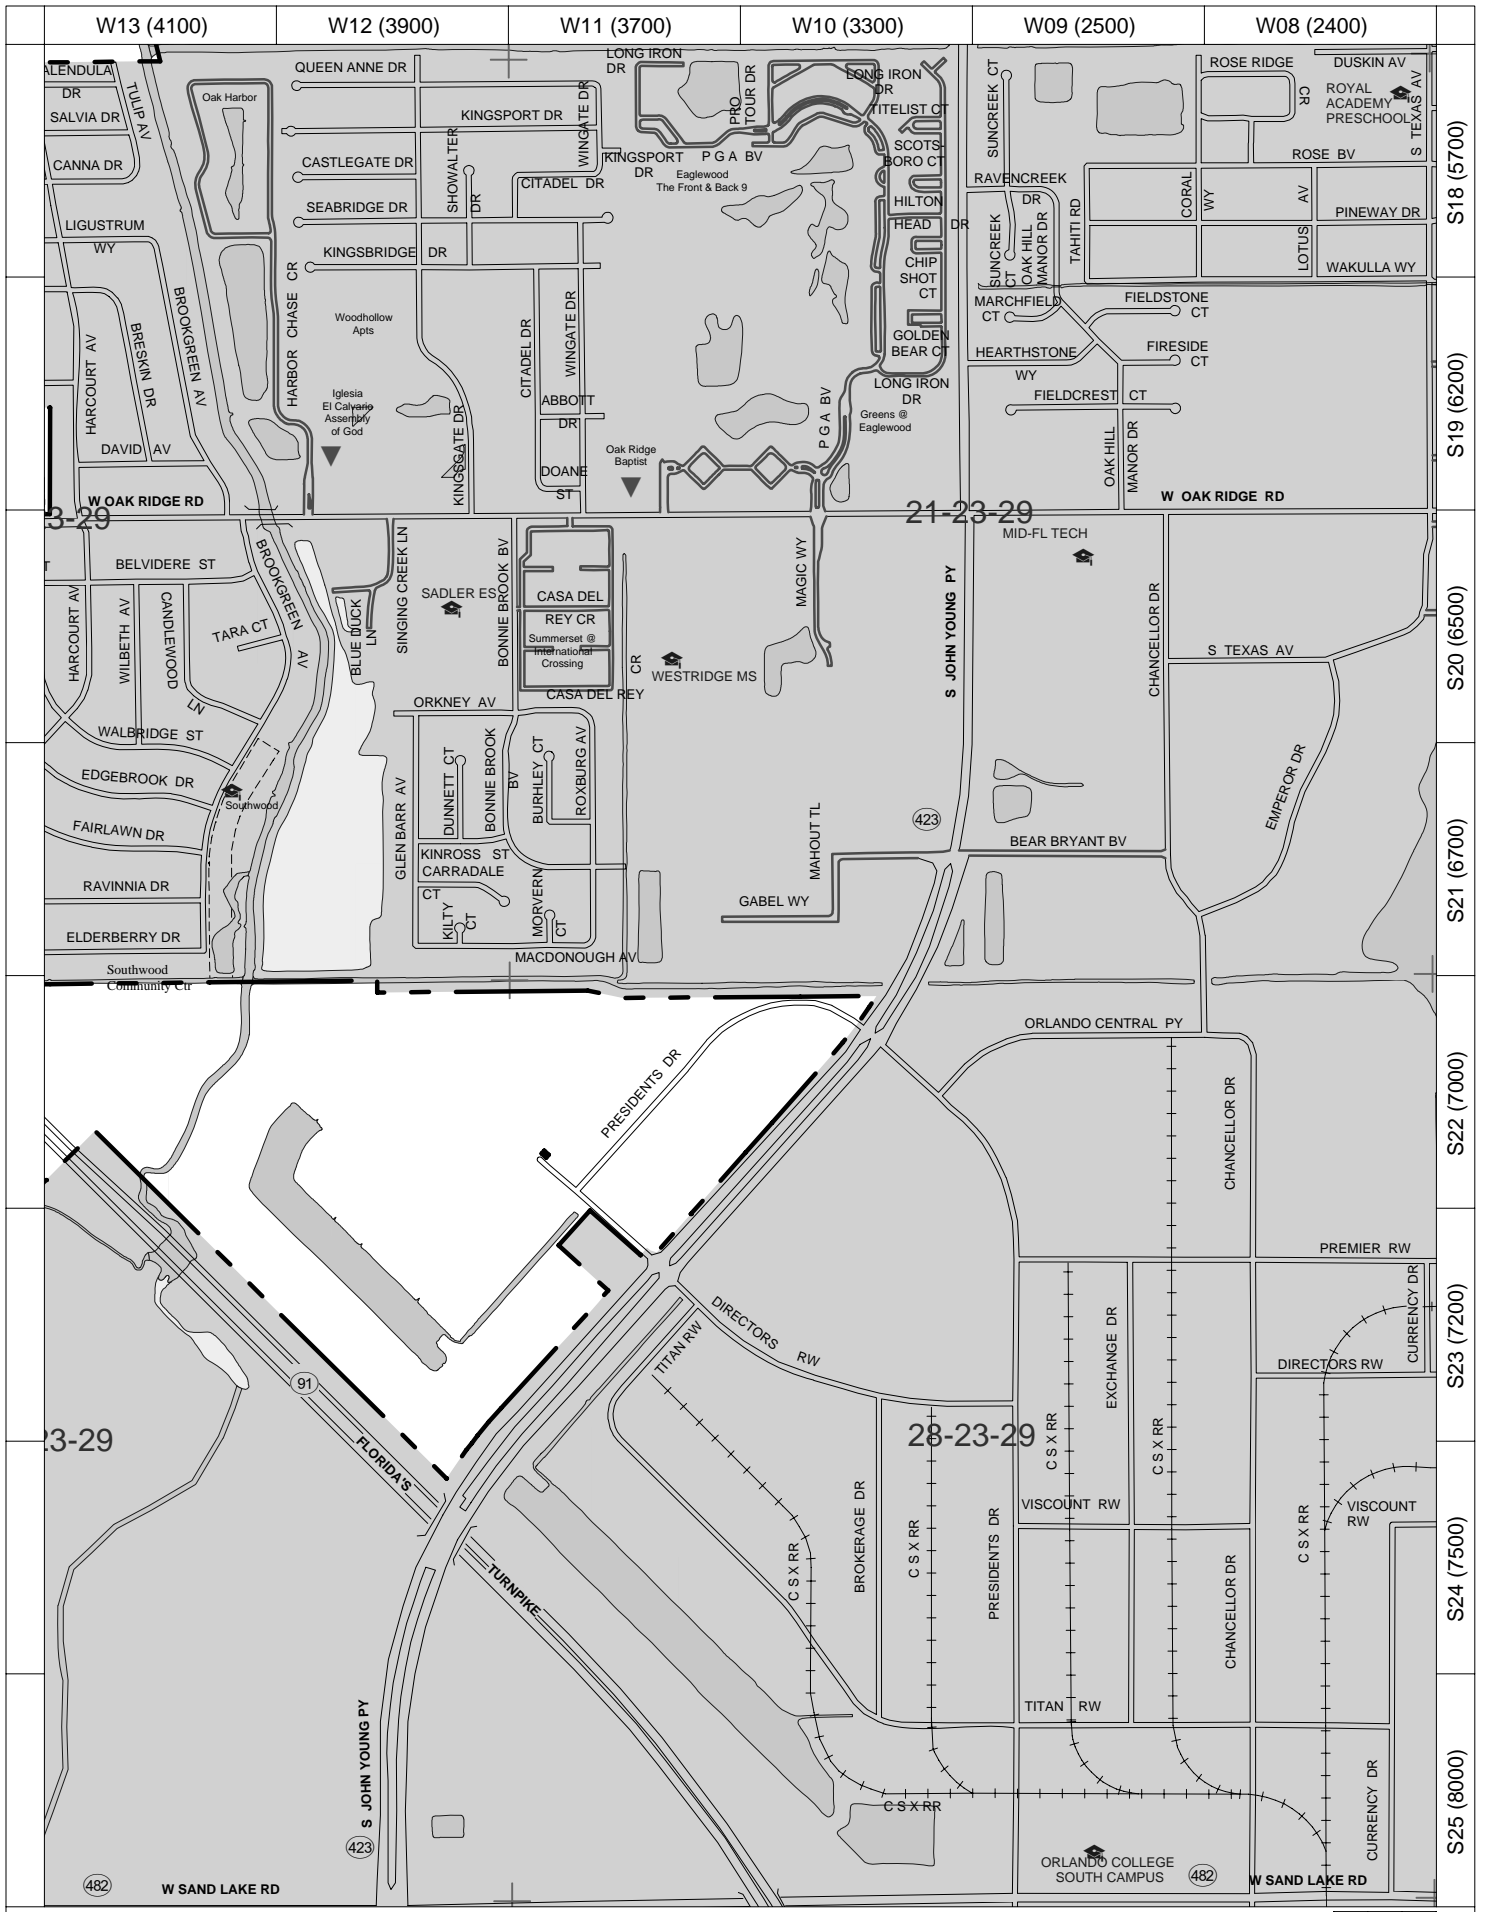 W13 (4100)
W12 (3900)
W11 (3700)
W10 (3300)
W09 (2500)
W08 (2400)
S18 (5700)
S19 (6200)
S20 (6500)
S21 (6700)
S22 (7000)
S23 (7200)
S24 (7500)
S25 (8000)
ALENDULA
DR
TULIP AV
SALVIA DR
CANNA DR
LIGUSTRUM
WY
Oak Harbor
QUEEN ANNE DR
KINGSPORT DR
WINGATE DR
CASTLEGATE DR
SHOWALTER
DR
CITADEL DR
SEABRIDGE DR
KINGSBRIDGE DR
LONG IRON
DR
PRO
TOUR DR
LONG IRON
DR
TITELIST CT
SCOTS-
BORO CT
KINGSPORT
DR
P G A BV
Eaglewood
The Front & Back 9
HILTON
HEAD DR
CHIP
SHOT
CT
GOLDEN
BEAR CT
LONG IRON
DR
SUNCREEK CT
RAVENCREEK
DR
SUNCREEK
CT
OAK HILL
MANOR DR
TAHITI RD
ROSE RIDGE
CR
DUSKIN AV
ROYAL
ACADEMY
PRESCHOOL
S TEXAS AV
ROSE BV
CORAL
WY
AV
LOTUS
PINEWAY DR
WAKULLA WY
MARCHFIELD
CT
FIELDSTONE
CT
HEARTHSTONE
WY
FIRESIDE
CT
FIELDCREST CT
OAK HILL
MANOR DR
HARCOURT AV
BRESKIN DR
BROOKGREEN AV
HARBOR CHASE CR
Woodhollow
Apts
Iglesia
El Calvario
Assembly
of God
CITADEL DR
WINGATE DR
ABBOTT
DR
KINGSGATE DR
DOANE
ST
Oak Ridge
Baptist
P G A BV
Greens @
Eaglewood
DAVID AV
W OAK RIDGE RD
W OAK RIDGE RD
3-29
21-23-29
MID-FL TECH
BELVIDERE ST
T
HARCOURT AV
WILBETH AV
CANDLEWOOD
LN
TARA CT
BROOKGREEN
AV
BLUE DUCK
LN
SINGING CREEK LN
SADLER ES
BONNIE BROOK BV
CASA DEL
REY CR
Summerset @
International
Crossing
CASA DEL REY
CR
WESTRIDGE MS
MAGIC WY
S JOHN YOUNG PY
CHANCELLOR DR
S TEXAS AV
EMPEROR DR
WALBRIDGE ST
EDGEBROOK DR
Southwood
FAIRLAWN DR
RAVINNIA DR
ELDERBERRY DR
Southwood
Community Ctr
ORKNEY AV
GLEN BARR AV
DUNNETT CT
BONNIE BROOK
BV
BURHLEY CT
ROXBURG AV
KINROSS ST
CARRADALE
CT
KILTY
CT
MORVERN
CT
MACDONOUGH AV
MAHOUT TL
GABEL WY
423
BEAR BRYANT BV
ORLANDO CENTRAL PY
PRESIDENTS DR
CHANCELLOR DR
PREMIER RW
DIRECTORS
RW
TITAN RW
EXCHANGE DR
CURRENCY DR
DIRECTORS RW
91
FLORIDA'S
TURNPIKE
23-29
28-23-29
C S X RR
C S X RR
C S X RR
C S X RR
C S X RR
BROKERAGE DR
PRESIDENTS DR
VISCOUNT RW
VISCOUNT
RW
CHANCELLOR DR
TITAN RW
C S X RR
CURRENCY DR
S JOHN YOUNG PY
423
482
W SAND LAKE RD
ORLANDO COLLEGE
SOUTH CAMPUS
482
W SAND LAKE RD